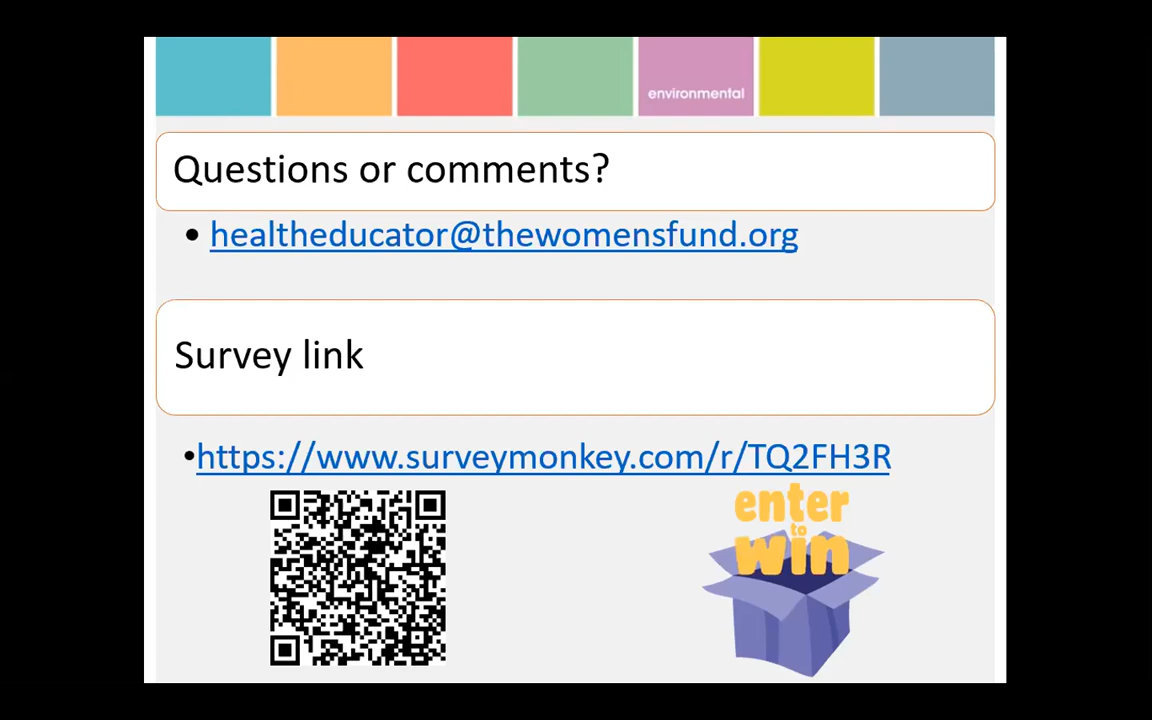 environmental
Questions or comments?
• healtheducator@thewomensfund.org
Survey link
•https://www.surveymonkey.com/r/TQ2FH3R
enter
to
win